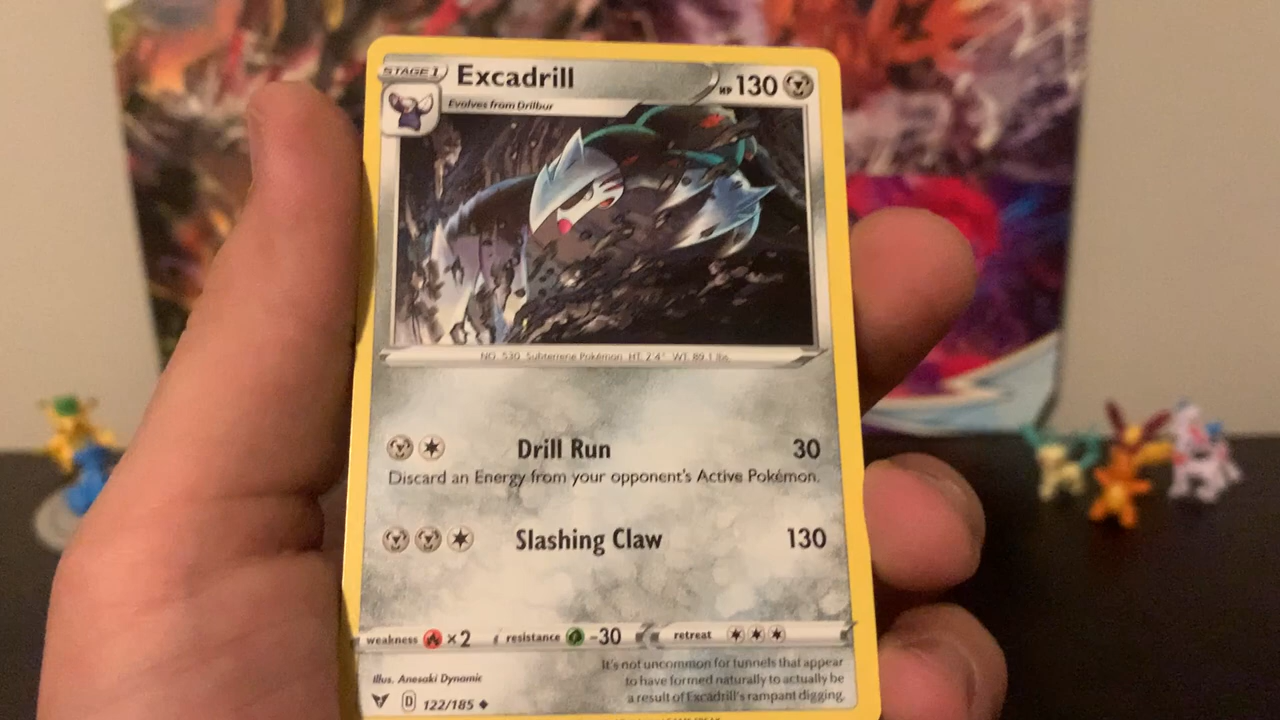 STAGE 1 Excadrill HP 130
Evolves from Drilbur
NO. 530 Subterrene Pokémon HT. 2'4" WT. 89.1 lbs.
Drill Run 30
Discard an Energy from your opponent's Active Pokémon.
Slashing Claw 130
weakness ×2 resistance -30 retreat
Illus. Anesaki Dynamic
It's not uncommon for tunnels that appear
to have formed naturally to actually be
a result of Excadrill's rampant digging.
D 122/185